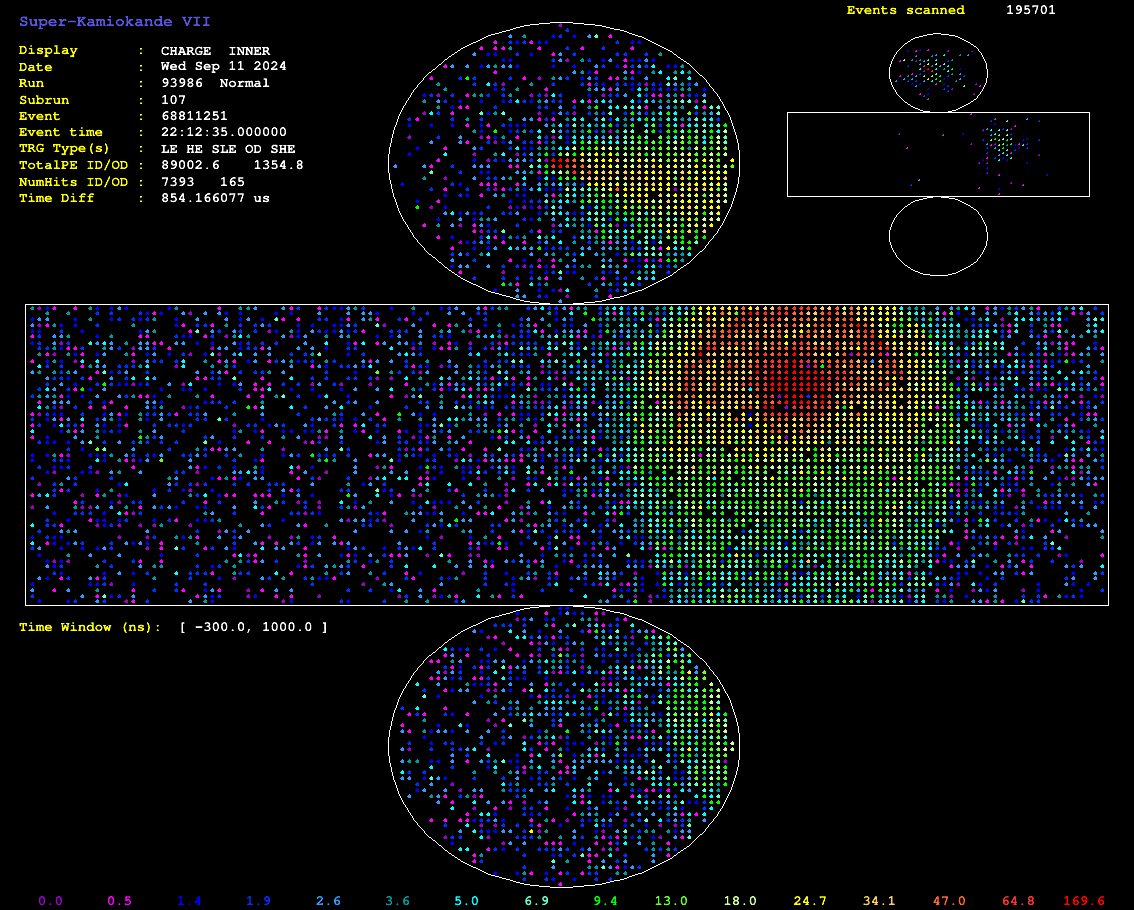 Super-Kamiokande VII
Events scanned 195701
Display : CHARGE INNER
Date : Wed Sep 11 2024
Run : 93986 Normal
Subrun : 107
Event : 68811251
Event time : 22:12:35.000000
TRG Type(s) : LE HE SLE OD SHE
TotalPE ID/OD : 89002.6 1354.8
NumHits ID/OD : 7393 165
Time Diff : 854.166077 us
Time Window (ns): [ -300.0, 1000.0 ]
0.0 0.5 1.4 1.9 2.6 3.6 5.0 6.9 9.4 13.0 18.0 24.7 34.1 47.0 64.8 169.6